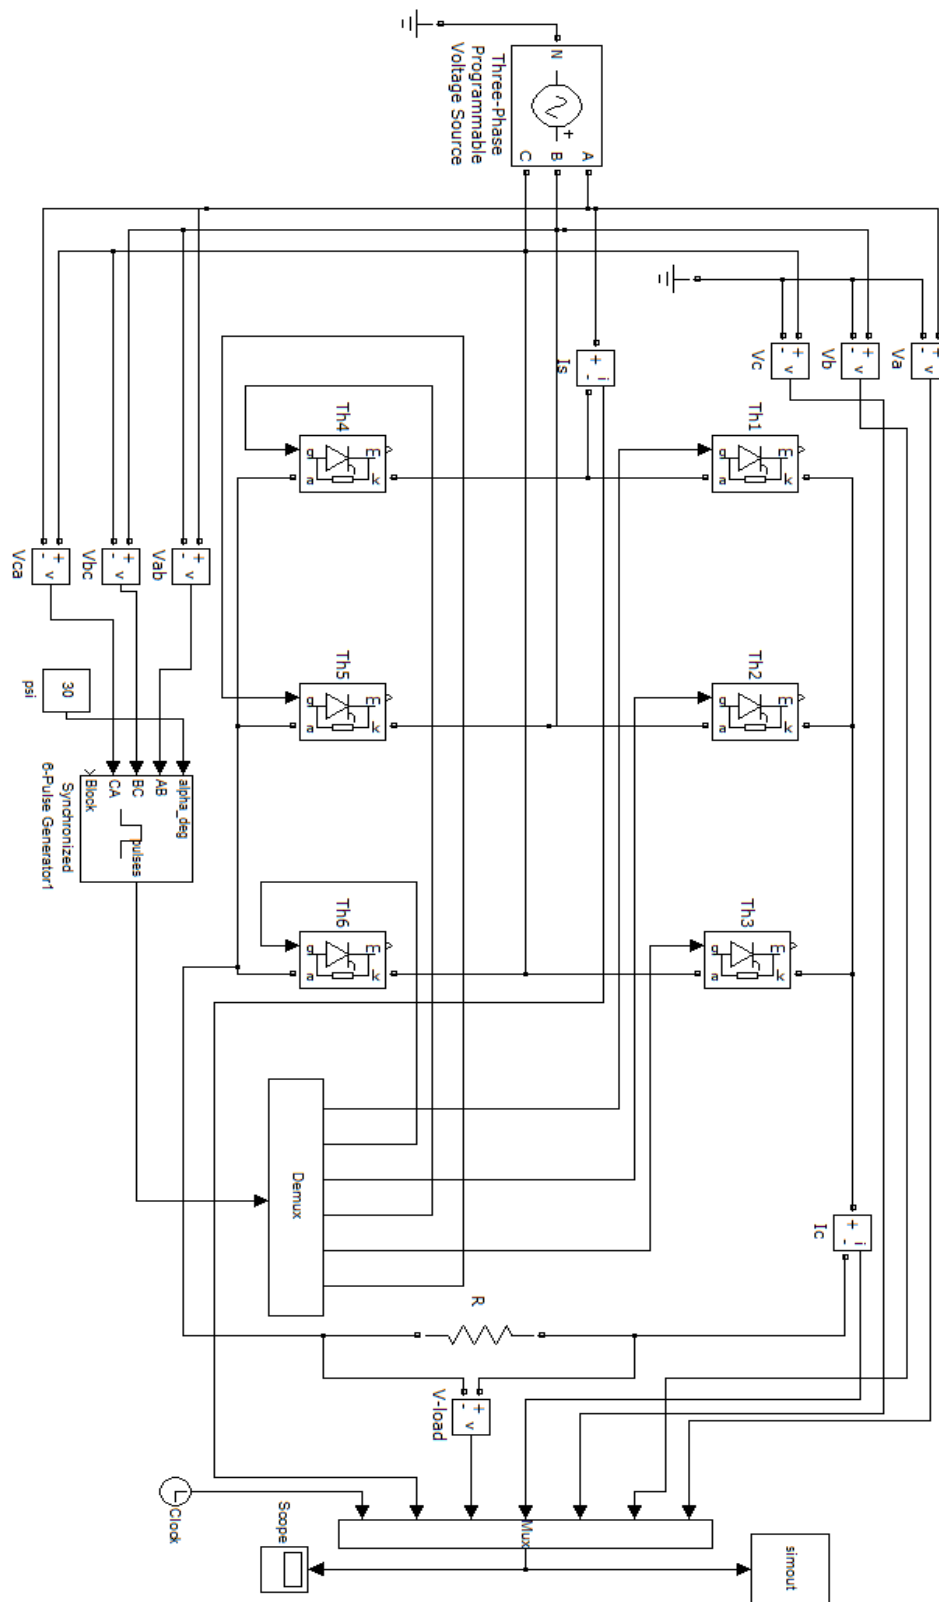 Three-Phase
Programmable
Voltage Source
N
+
A
B
C
Va
+
-
v
Vb
+
-
v
Vc
+
-
v
Is
+
-
i
Th1
g
a
E
k
Th4
g
a
E
k
Vab
+
-
v
Vbc
+
-
v
Vca
+
-
v
Th2
g
a
E
k
Th5
g
a
E
k
30
psi
alpha_deg
AB
BC
CA
Block
pulses
Synchronized
6-Pulse Generator1
Th3
g
a
E
k
Th6
g
a
E
k
Demux
Ic
+
-
i
R
V-load
+
-
v
Clock
Mux
Scope
simout